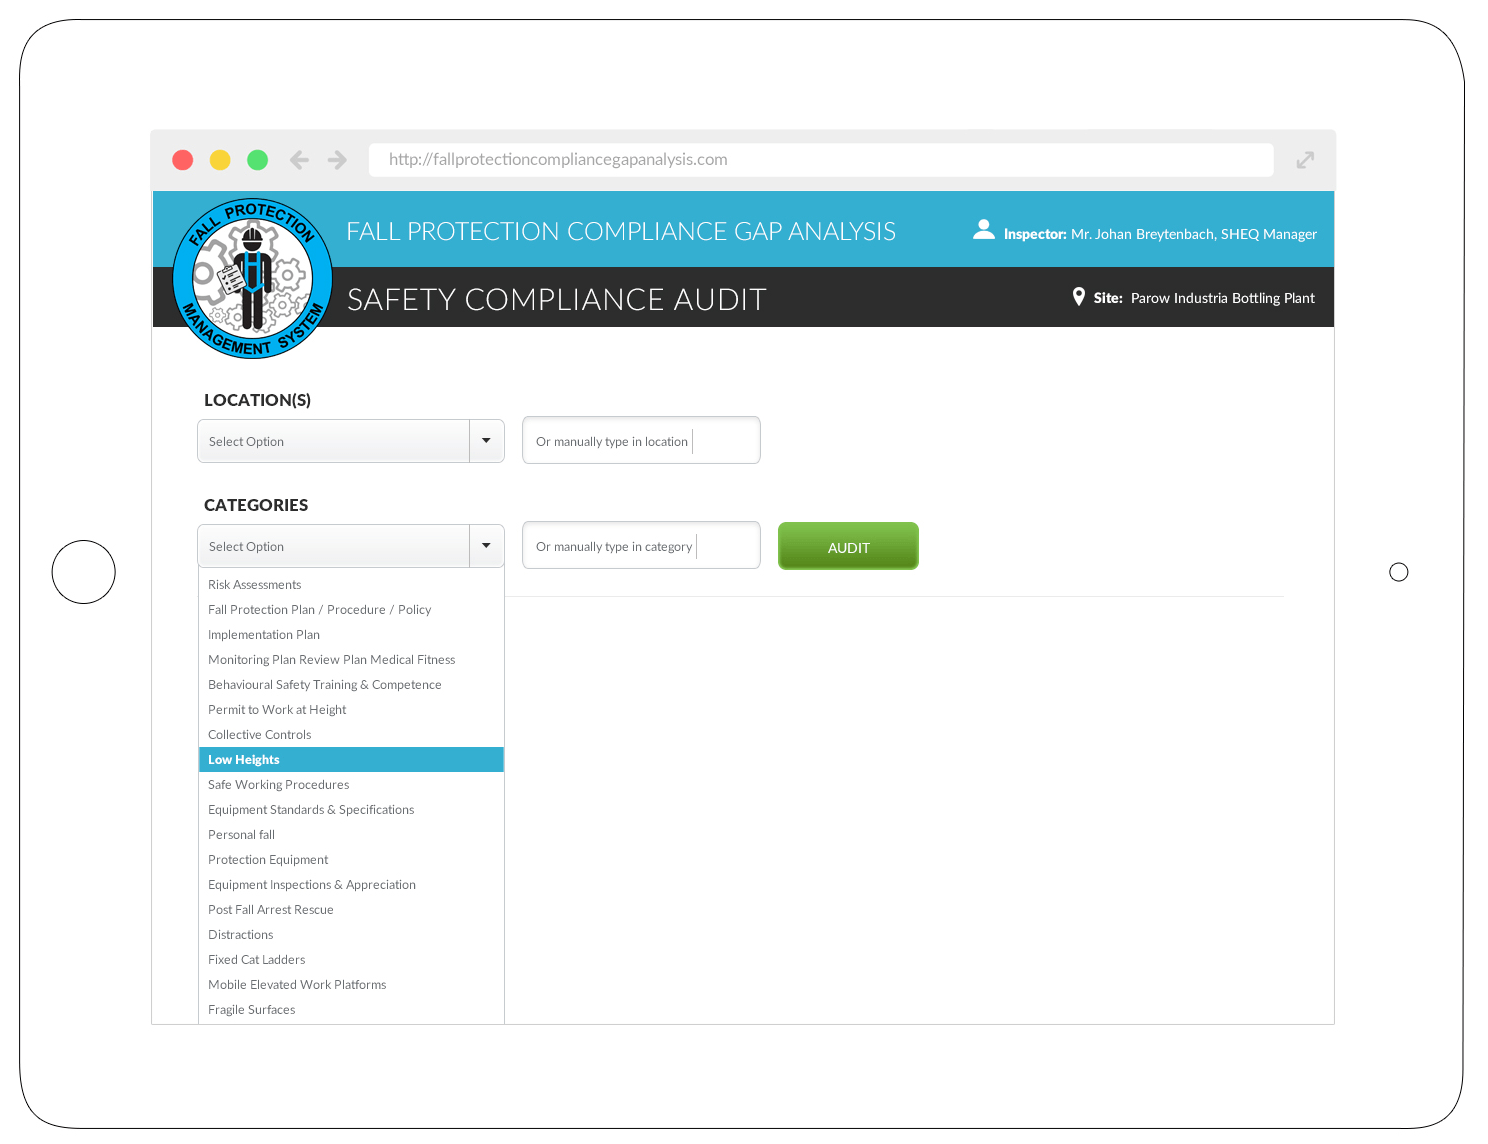 http://fallprotectioncompliancegapanalysis.com
FALL PROTECTION
MANAGEMENT SYSTEM
FALL PROTECTION COMPLIANCE GAP ANALYSIS
Inspector: Mr. Johan Breytenbach, SHEQ Manager
SAFETY COMPLIANCE AUDIT
Site: Parow Industria Bottling Plant
LOCATION(S)
Select Option
Or manually type in location
CATEGORIES
Select Option
Or manually type in category
AUDIT
Risk Assessments
Fall Protection Plan / Procedure / Policy
Implementation Plan
Monitoring Plan Review Plan Medical Fitness
Behavioural Safety Training & Competence
Permit to Work at Height
Collective Controls
Low Heights
Safe Working Procedures
Equipment Standards & Specifications
Personal fall
Protection Equipment
Equipment Inspections & Appreciation
Post Fall Arrest Rescue
Distractions
Fixed Cat Ladders
Mobile Elevated Work Platforms
Fragile Surfaces